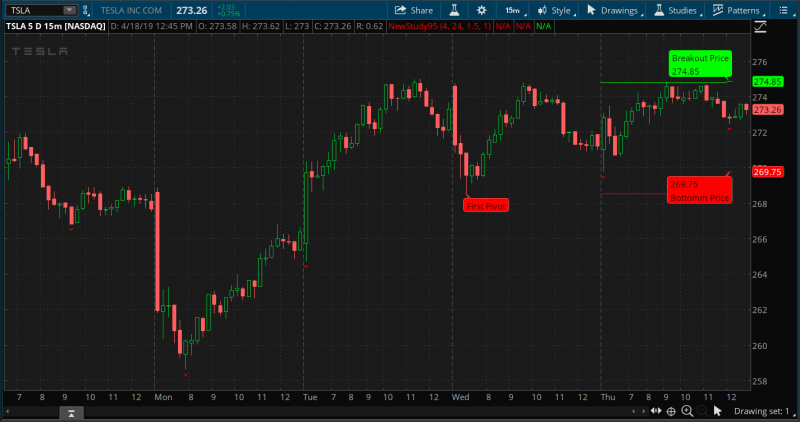 TSLA
TESLA INC COM
273.26
+2.03
+0.75%
Share
15m
Style
Drawings
Studies
Patterns
TSLA 5 D 15m [NASDAQ]
D: 4/18/19 12:45 PM
O: 273.58
H: 273.62
L: 273
C: 273.26
R: 0.62
NewStudy95 (4, 24, 1.5, 1)
N/A
N/A
N/A
TESLA
Breakout Price
274.85
276
274.85
274
273.26
272
270
269.75
268
266
264
262
260
258
First Pivot
269.75
Bottomm Price
7 8 9 10 11 12 Mon 8 9 10 11 12 Tue 8 9 10 11 12 Wed 8 9 10 11 12 Thu 7 8 9 10 11 12
Drawing set: 1